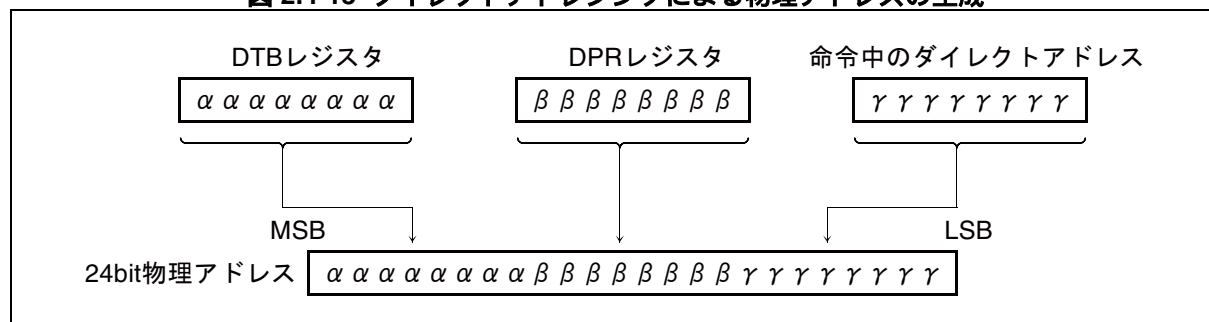 DTBレジスタ DPRレジスタ 命令中のダイレクトアドレス
α α α α α α α α β β β β β β β β γ γ γ γ γ γ γ γ
MSB LSB
24bit物理アドレス α α α α α α α α β β β β β β β β γ γ γ γ γ γ γ γ